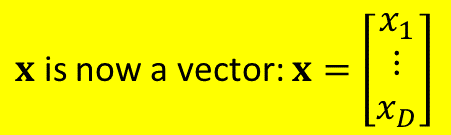 𝐱 is now a vector: 𝐱 = [x₁ ⋮ x_D]